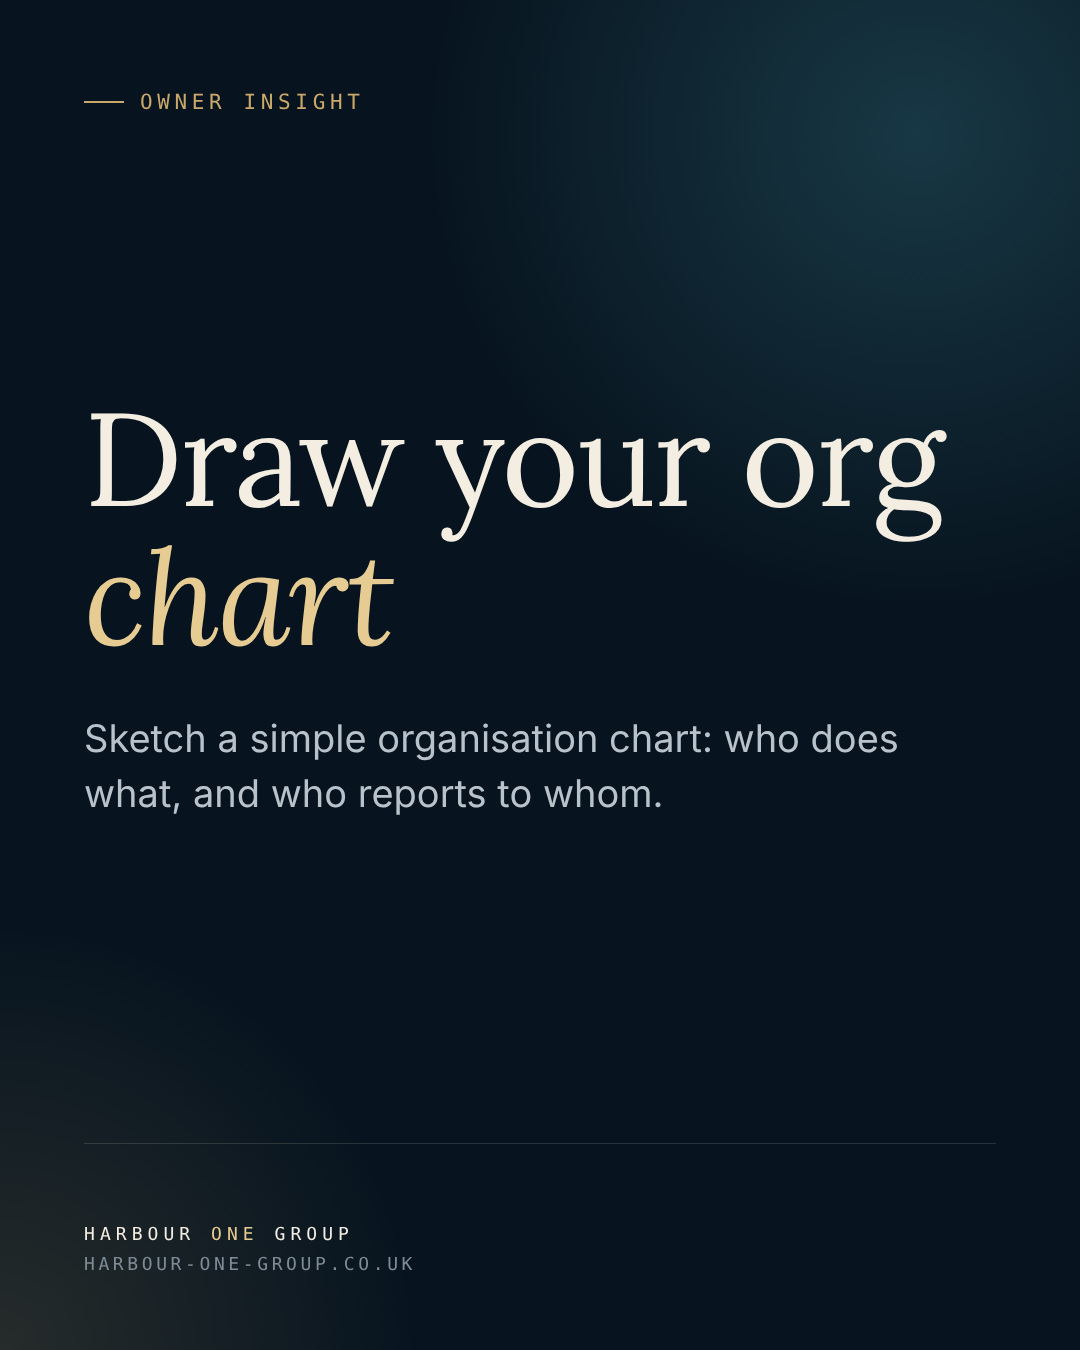 OWNER INSIGHT
Draw your org
chart
Sketch a simple organisation chart: who does
what, and who reports to whom.
HARBOUR ONE GROUP
HARBOUR-ONE-GROUP.CO.UK